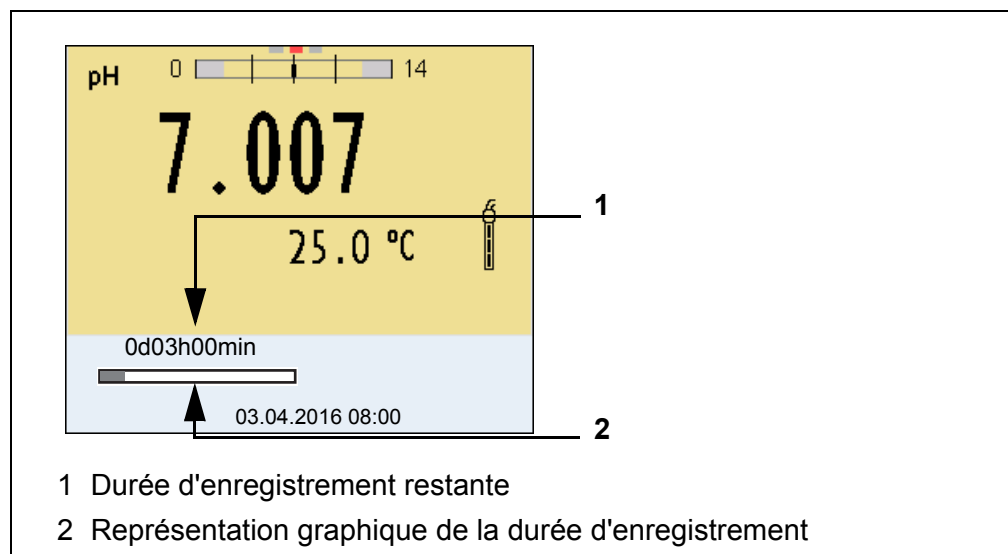 pH 0 14
7.007
1
25.0 °C
0d03h00min
03.04.2016 08:00
2
1 Durée d'enregistrement restante
2 Représentation graphique de la durée d'enregistrement